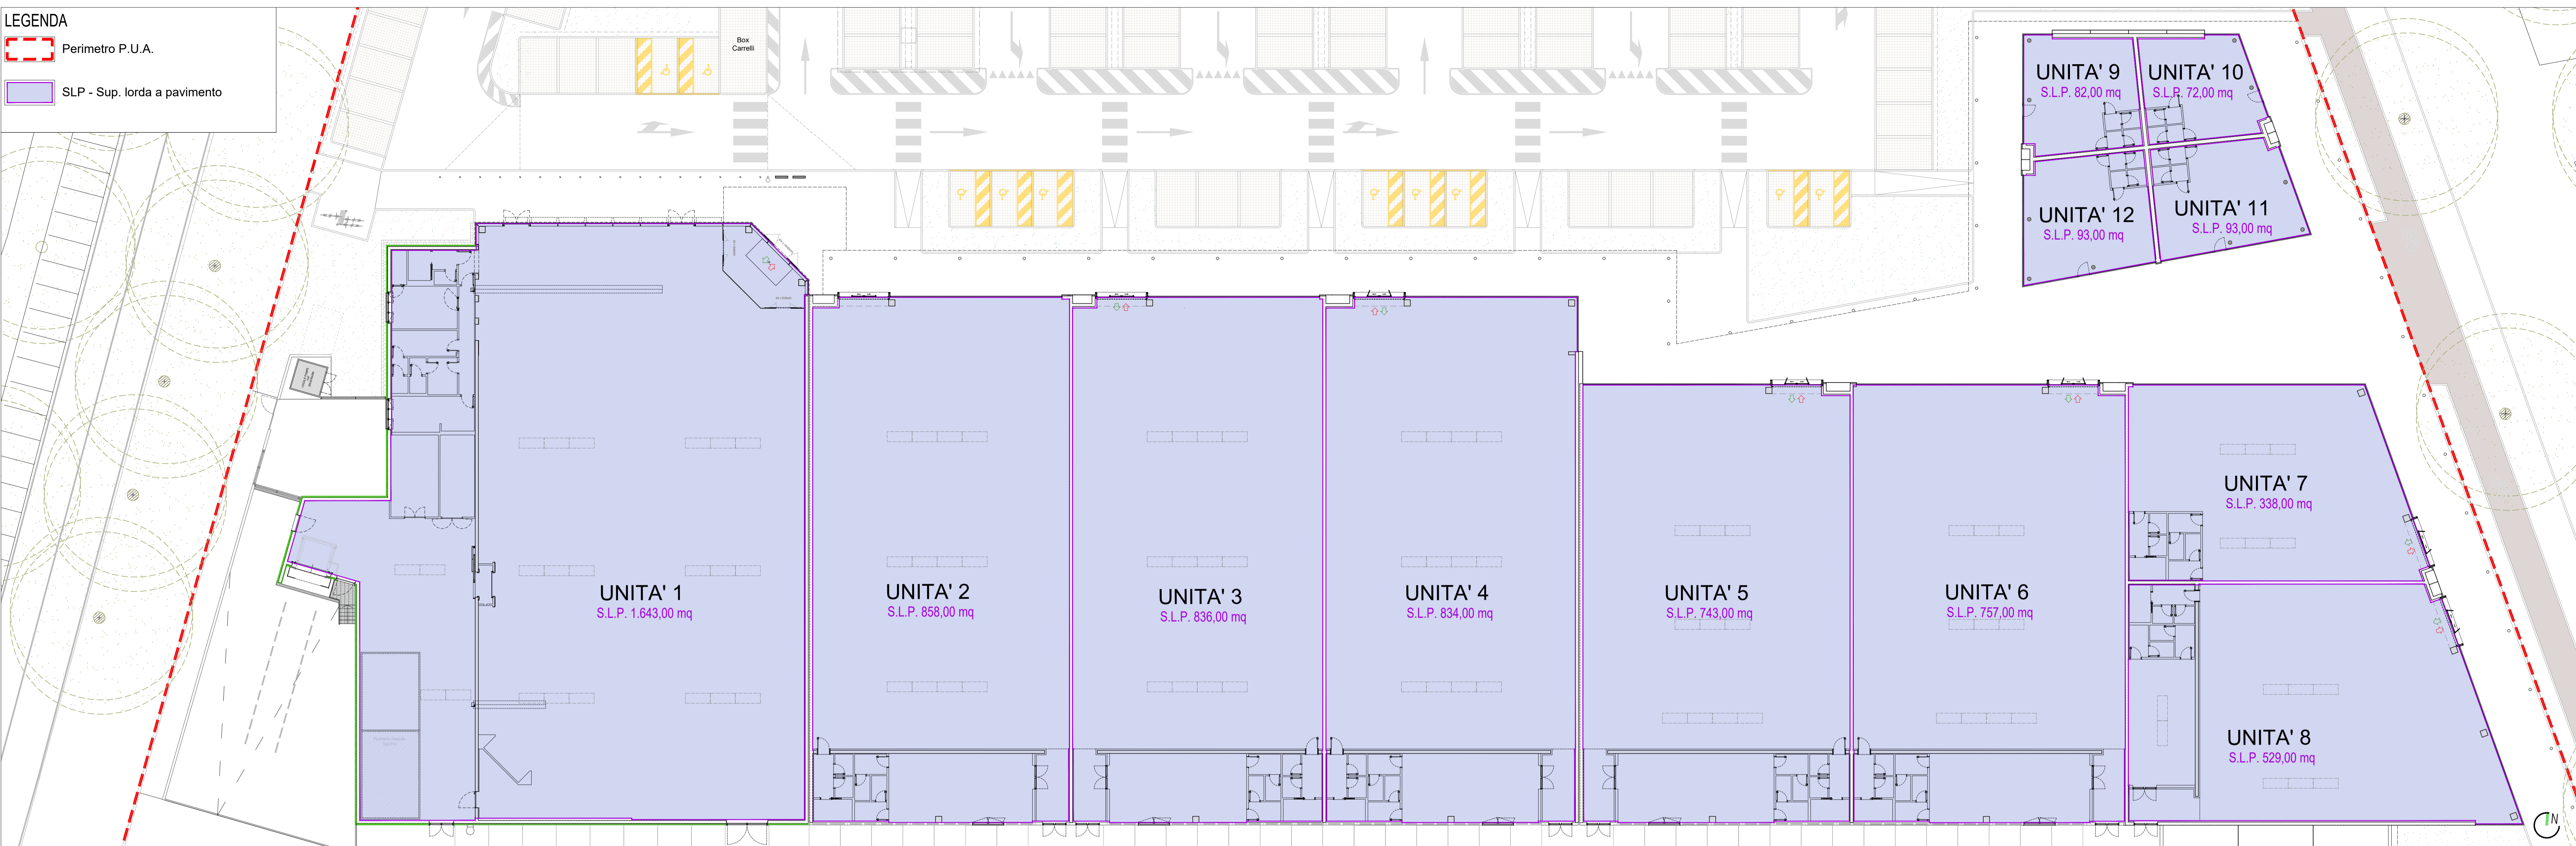 LEGENDA
Perimetro P.U.A.
SLP - Sup. lorda a pavimento
Box
Carrelli
UNITA' 9
S.L.P. 82,00 mq
UNITA' 10
S.L.P. 72,00 mq
UNITA' 12
S.L.P. 93,00 mq
UNITA' 11
S.L.P. 93,00 mq
UNITA' 1
S.L.P. 1.643,00 mq
UNITA' 2
S.L.P. 858,00 mq
UNITA' 3
S.L.P. 836,00 mq
UNITA' 4
S.L.P. 834,00 mq
UNITA' 5
S.L.P. 743,00 mq
UNITA' 6
S.L.P. 757,00 mq
UNITA' 7
S.L.P. 338,00 mq
UNITA' 8
S.L.P. 529,00 mq
N